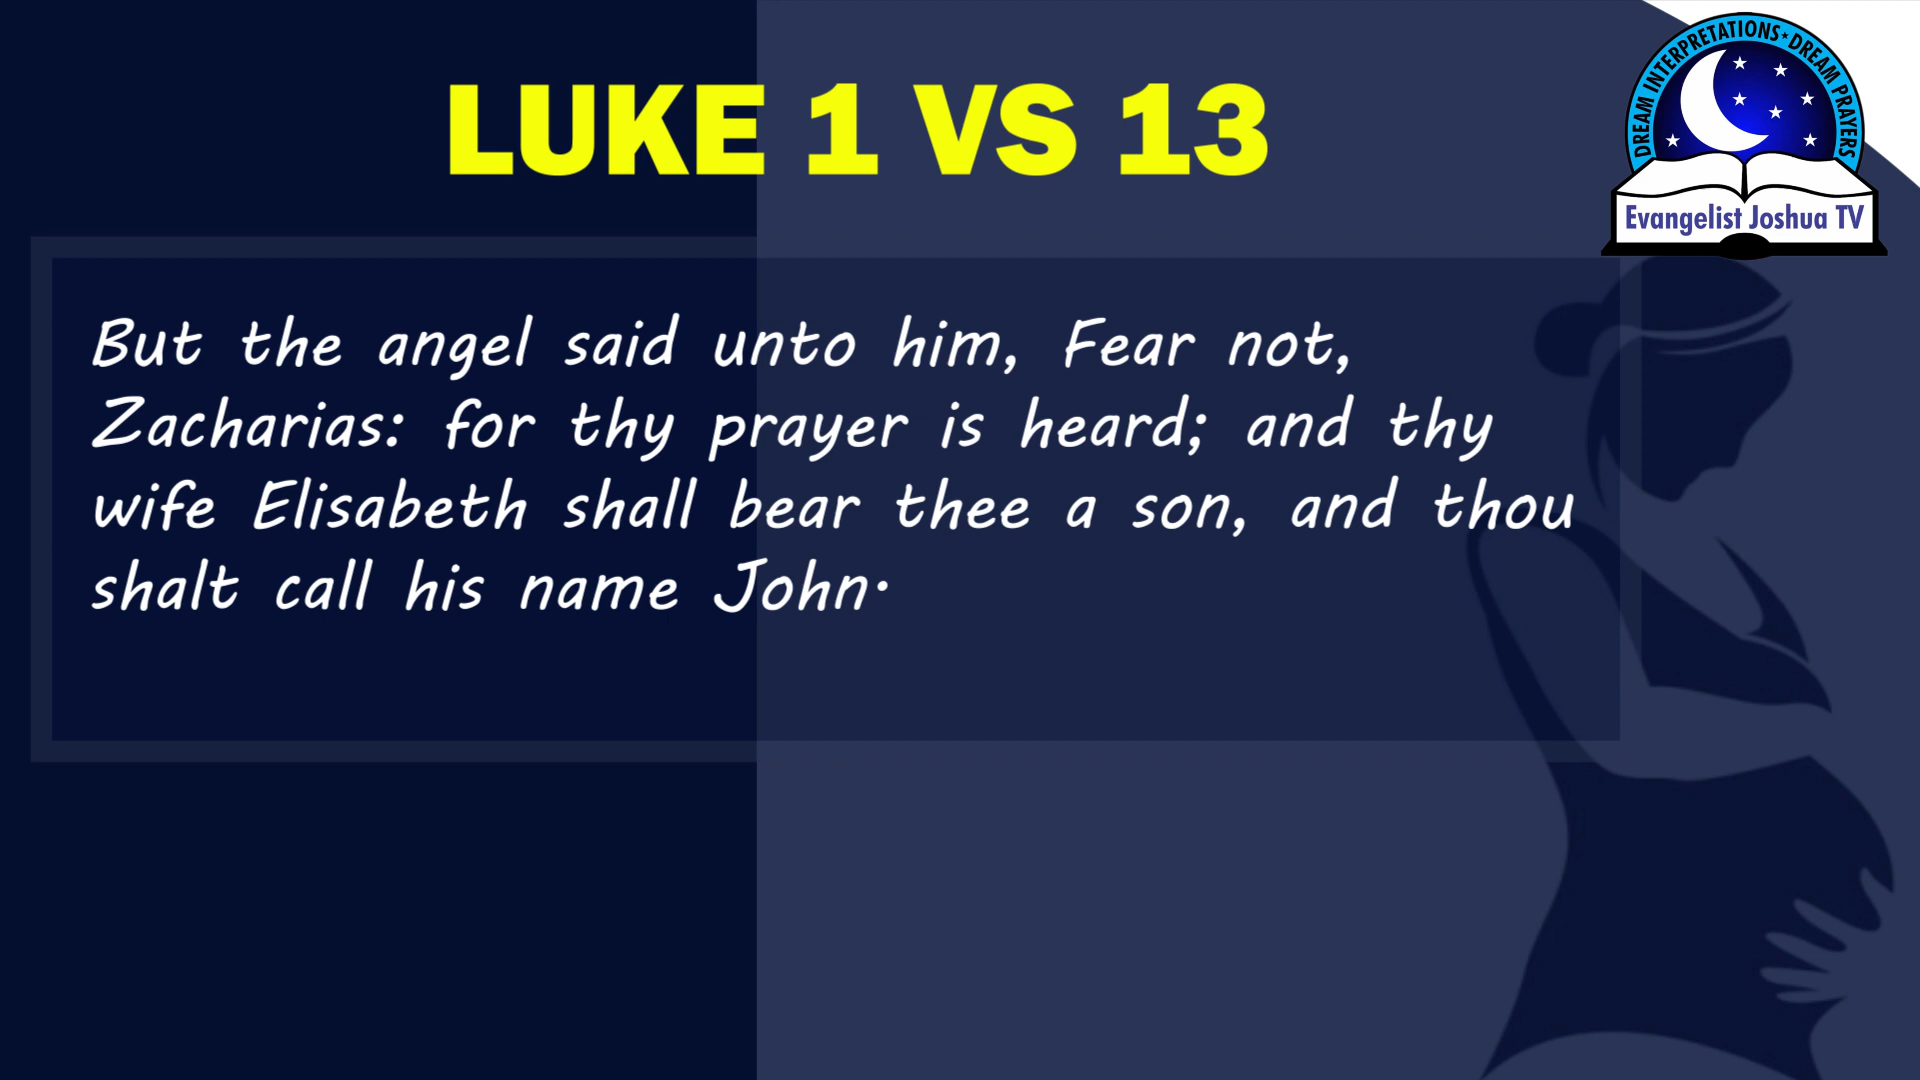 LUKE 1 VS 13
DREAM INTERPRETATIONS★DREAM PRAYERS
Evangelist Joshua TV
But the angel said unto him, Fear not,
Zacharias: for thy prayer is heard; and thy
wife Elisabeth shall bear thee a son, and thou
shalt call his name John.